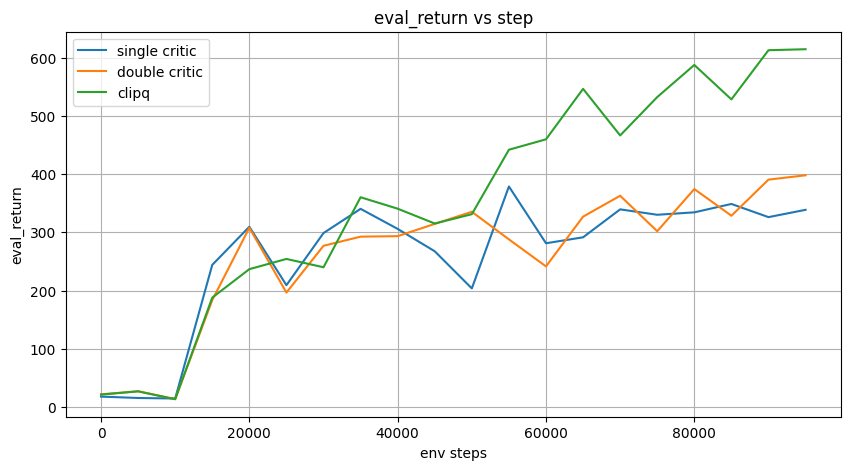 eval_return vs step
single critic
double critic
clipq
eval_return
600
500
400
300
200
100
0
0 20000 40000 60000 80000
env steps